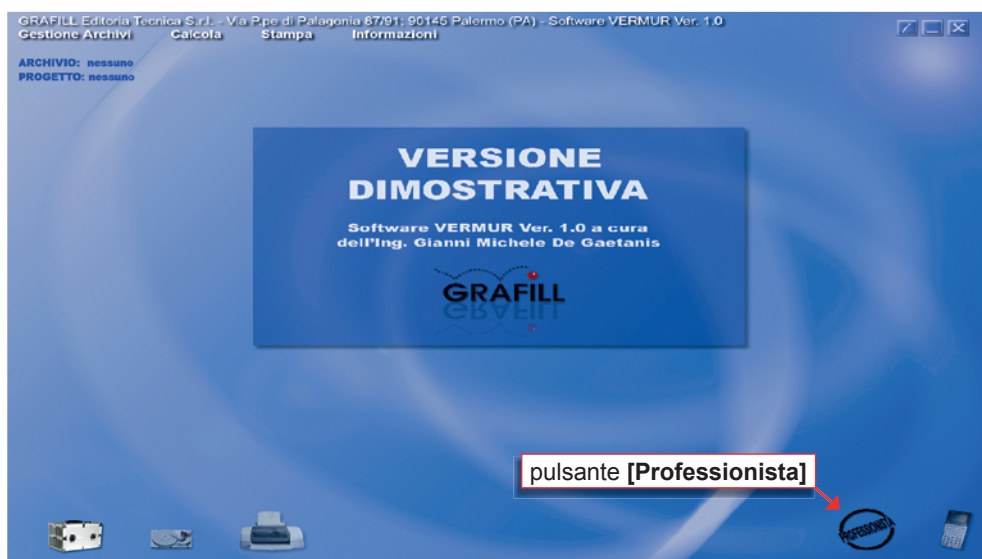 GRAFILL Editoria Tecnica S.r.l. - Via P.pe di Palagonia 87/91; 90145 Palermo (PA) - Software VERMUR Ver. 1.0
Gestione Archivi Calcola Stampa Informazioni
ARCHIVIO: nessuno
PROGETTO: nessuno
VERSIONE
DIMOSTRATIVA
Software VERMUR Ver. 1.0 a cura
dell'Ing. Gianni Michele De Gaetanis
GRAFILL
pulsante [Professionista]
PROFESSIONISTA